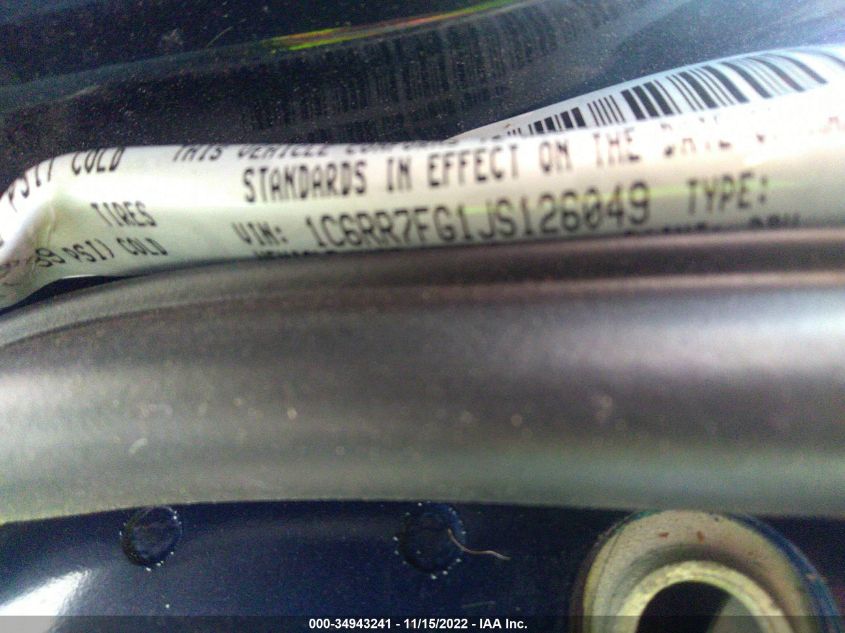 PSI) COLD
THIS VEHICLE
STANDARDS IN EFFECT ON THE DATE
TIRES
VIN: 1C6RR7FG1JS126049 TYPE:
PSI) COLD
000-34943241 - 11/15/2022 - IAA Inc.